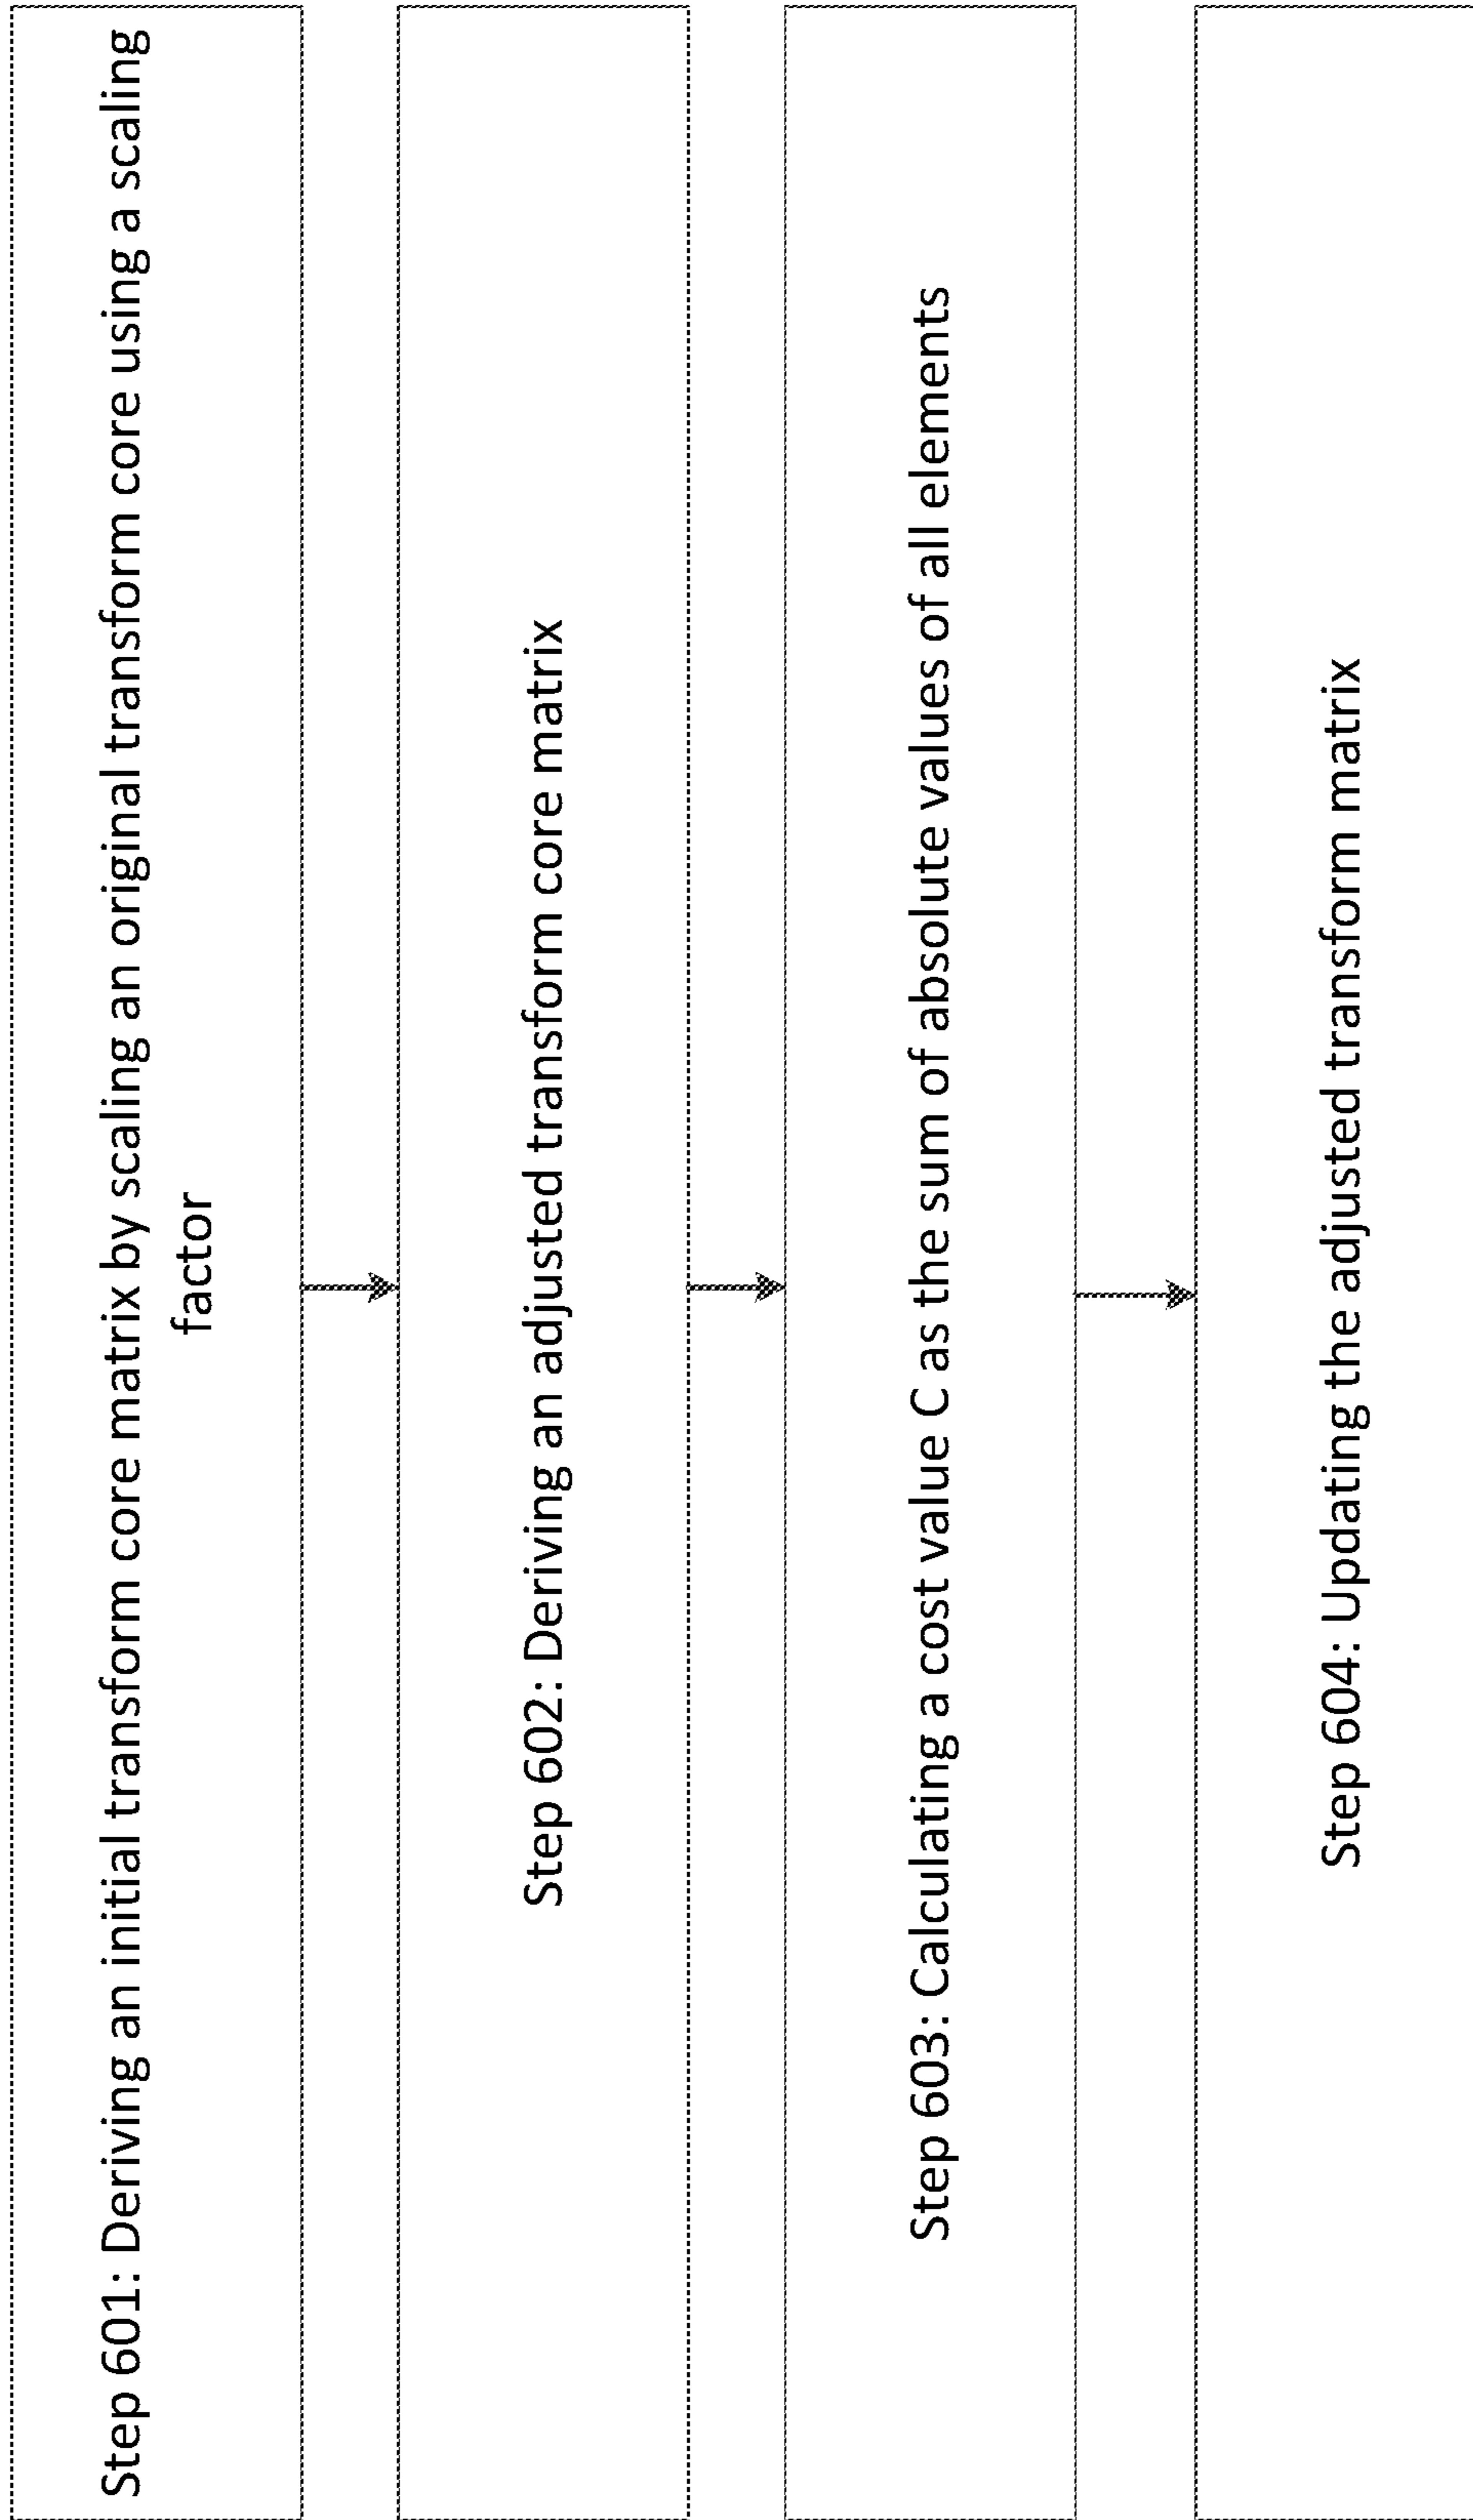 Step 601: Deriving an initial transform core matrix by scaling an original transform core using a scaling
factor
Step 602: Deriving an adjusted transform core matrix
Step 603: Calculating a cost value C as the sum of absolute values of all elements
Step 604: Updating the adjusted transform matrix